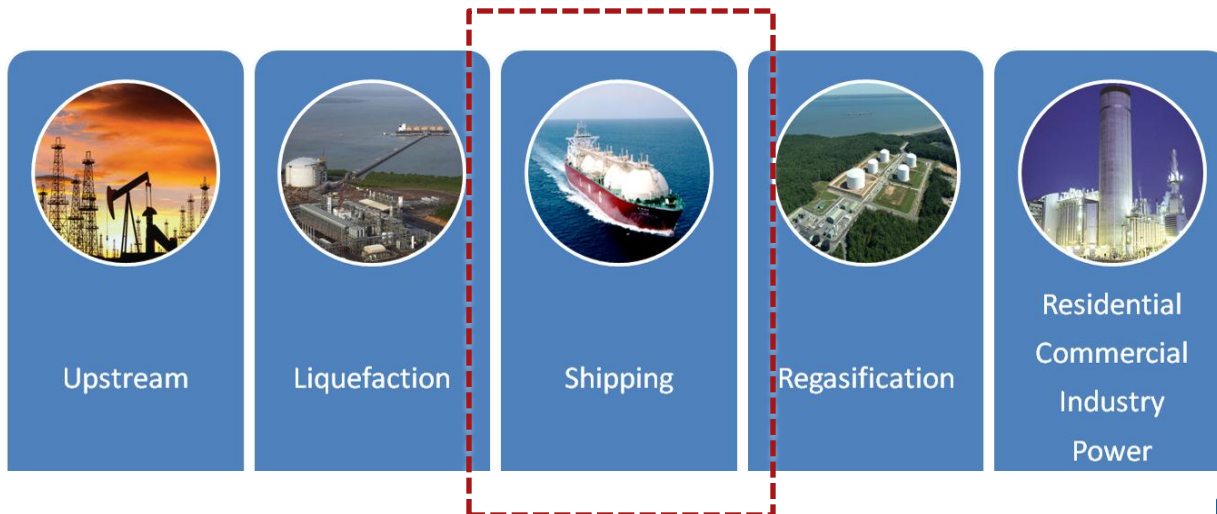 Upstream
Liquefaction
Shipping
Regasification
Residential
Commercial
Industry
Power